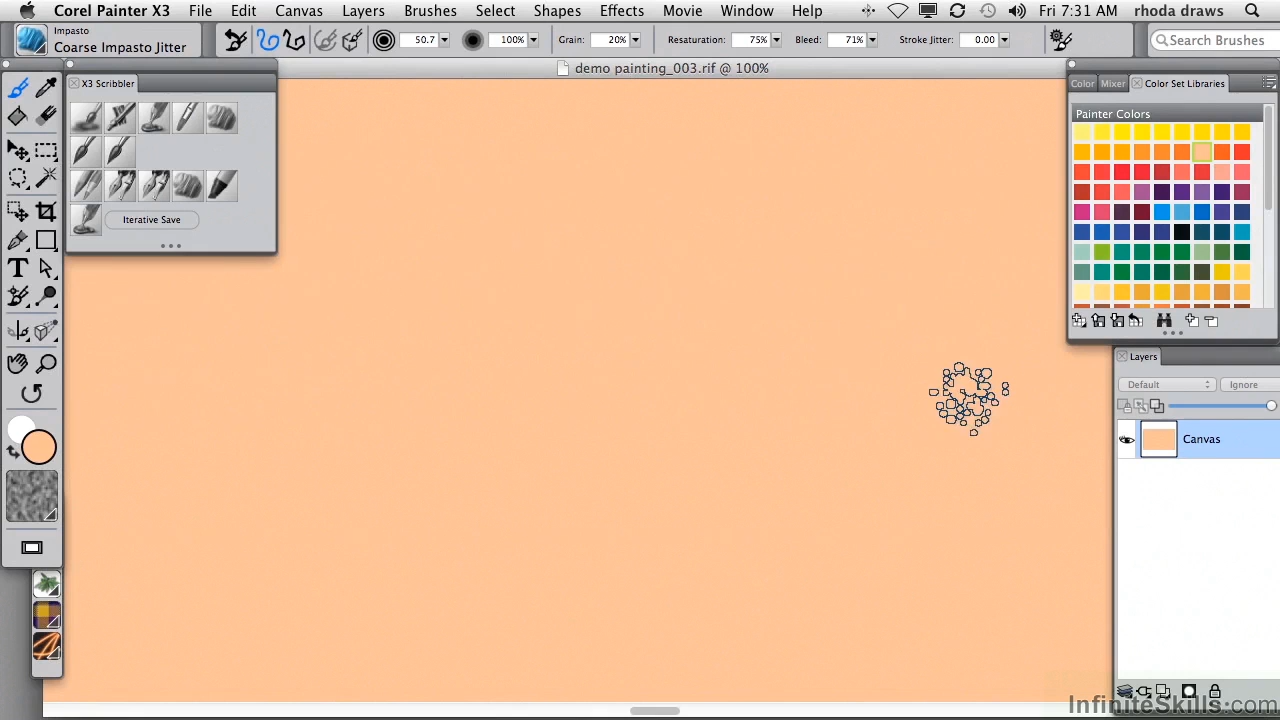 Corel Painter X3 File Edit Canvas Layers Brushes Select Shapes Effects Movie Window Help Fri 7:31 AM rhoda draws
Impasto
Coarse Impasto Jitter
50.7 100% Grain: 20% Resaturation: 75% Bleed: 71% Stroke Jitter: 0.00 Search Brushes
demo painting_003.rif @ 100%
X3 Scribbler
Color Mixer Color Set Libraries
Painter Colors
Iterative Save
T
Layers
Default Ignore
Canvas
InfiniteSkills.com